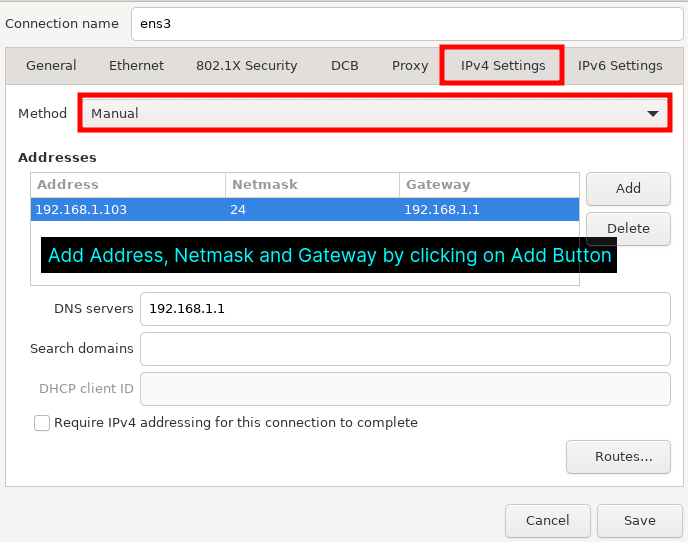 Connection name ens3
General Ethernet 802.1X Security DCB Proxy IPv4 Settings IPv6 Settings
Method Manual
Addresses
Address Netmask Gateway
192.168.1.103 24 192.168.1.1
Add
Delete
Add Address, Netmask and Gateway by clicking on Add Button
DNS servers 192.168.1.1
Search domains
DHCP client ID
Require IPv4 addressing for this connection to complete
Routes...
Cancel Save